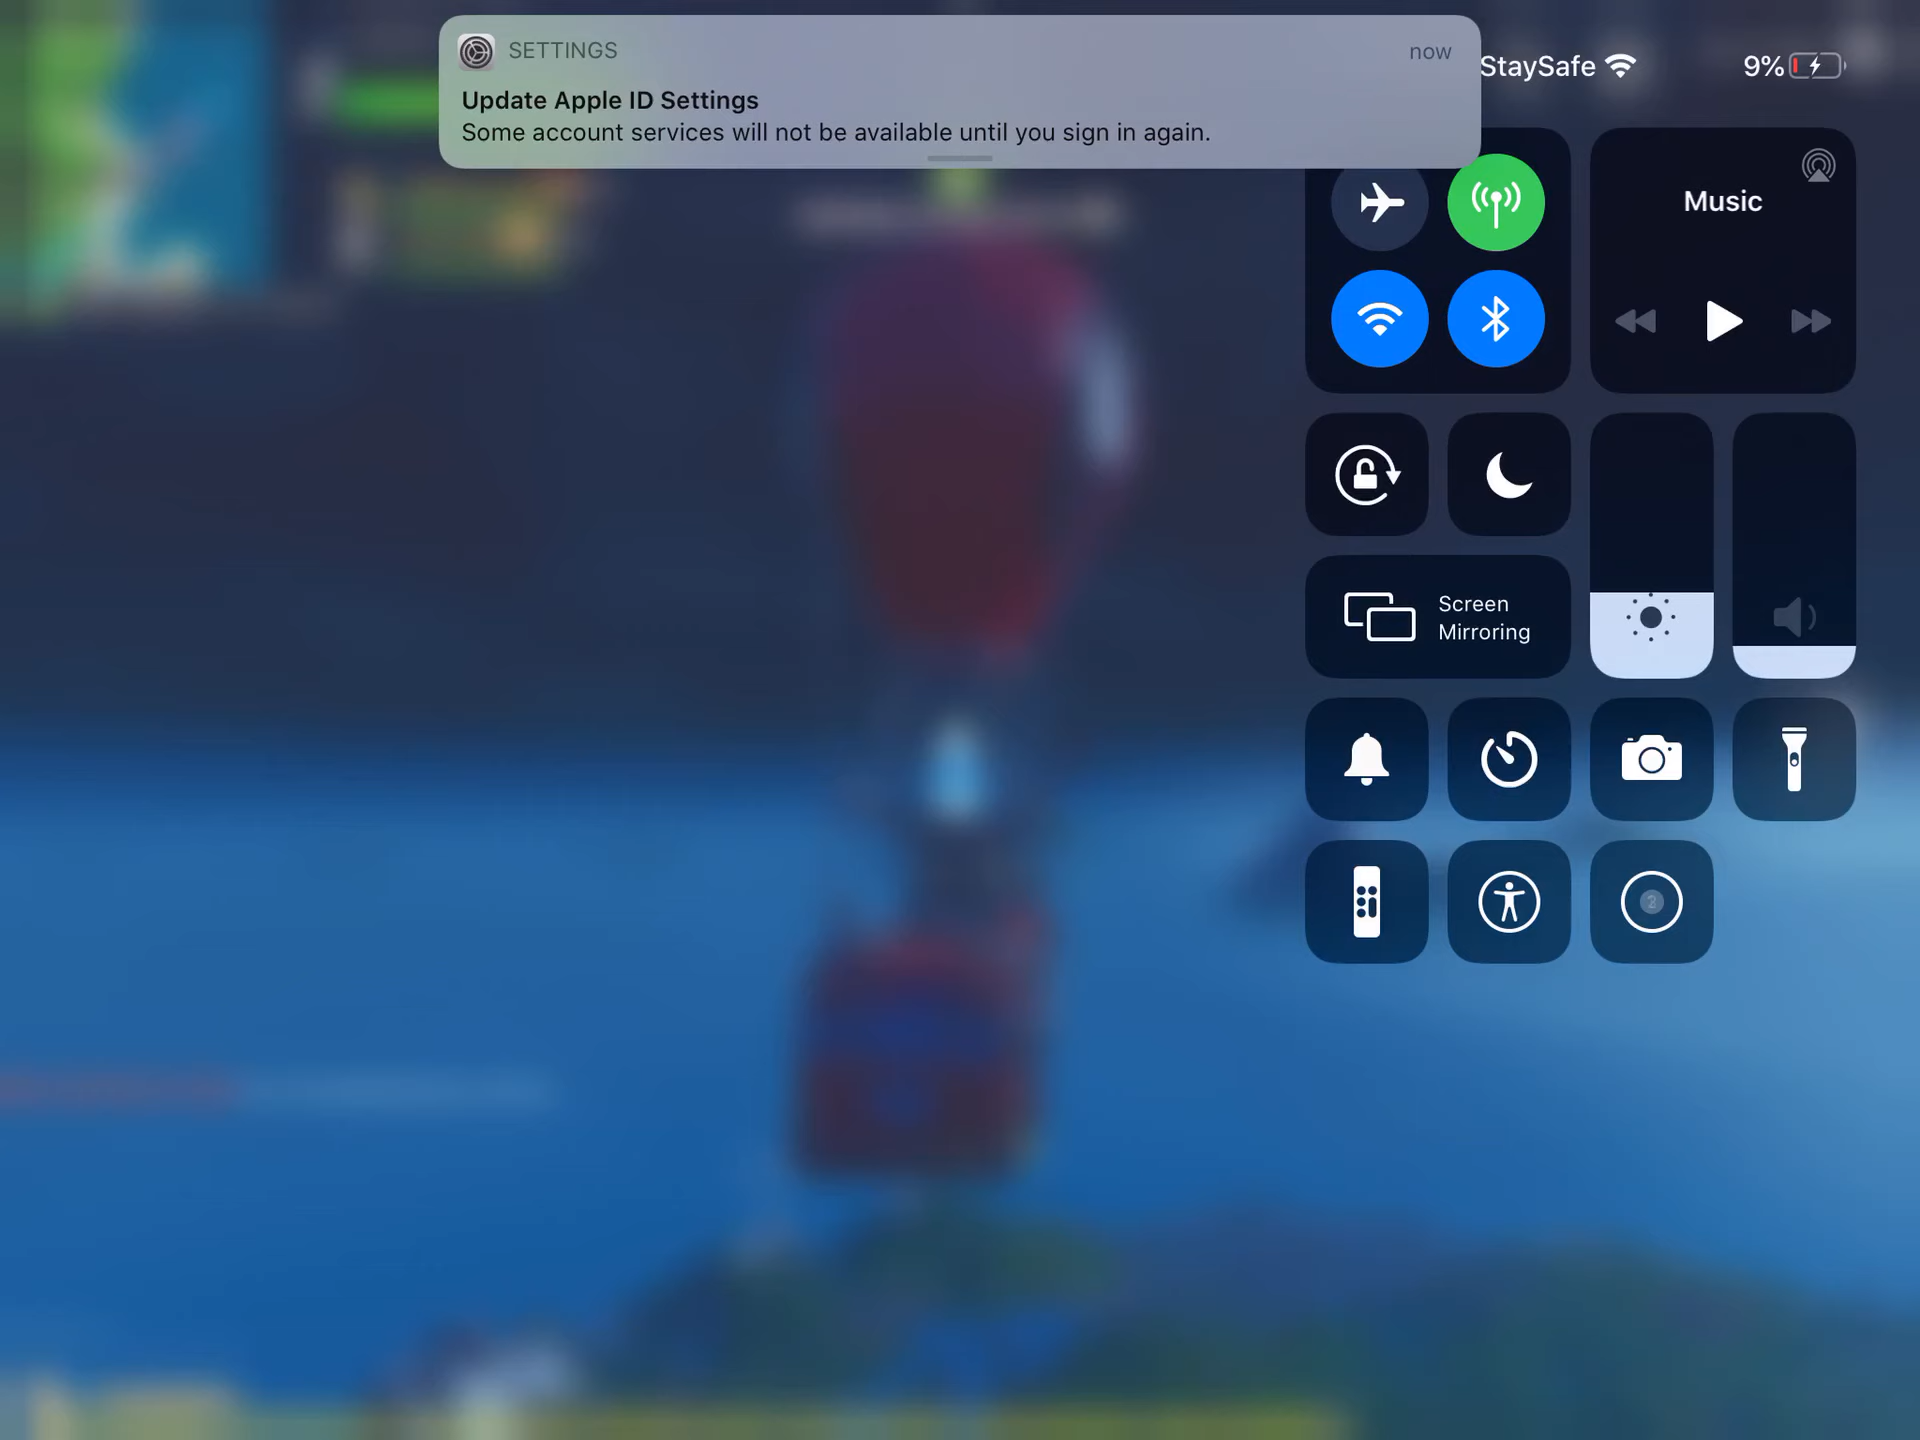 SETTINGS
now
Update Apple ID Settings
Some account services will not be available until you sign in again.
StaySafe
9%
Music
Screen
Mirroring